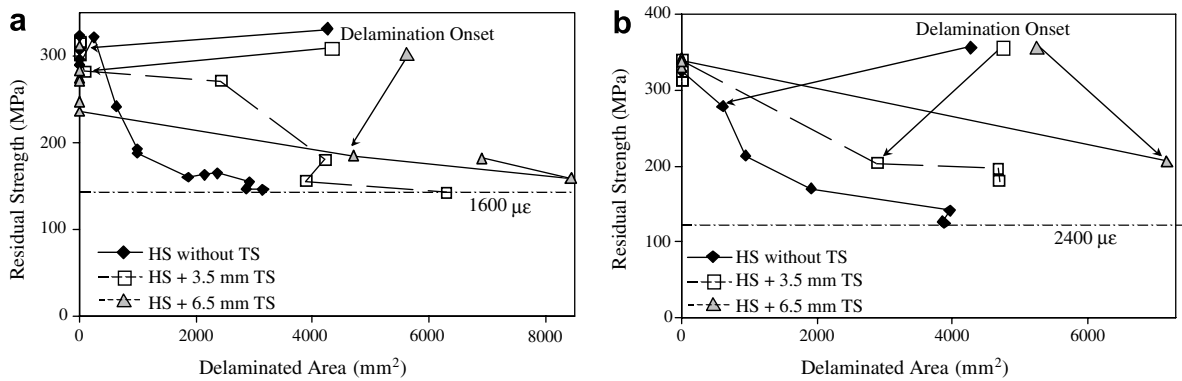 a
Residual Strength (MPa)
300
200
100
0
Delamination Onset
1600 με
HS without TS
HS + 3.5 mm TS
HS + 6.5 mm TS
0 2000 4000 6000 8000
Delaminated Area (mm²)
b
Residual Strength (MPa)
400
300
200
100
0
Delamination Onset
2400 με
HS without TS
HS + 3.5 mm TS
HS + 6.5 mm TS
0 2000 4000 6000
Delaminated Area (mm²)